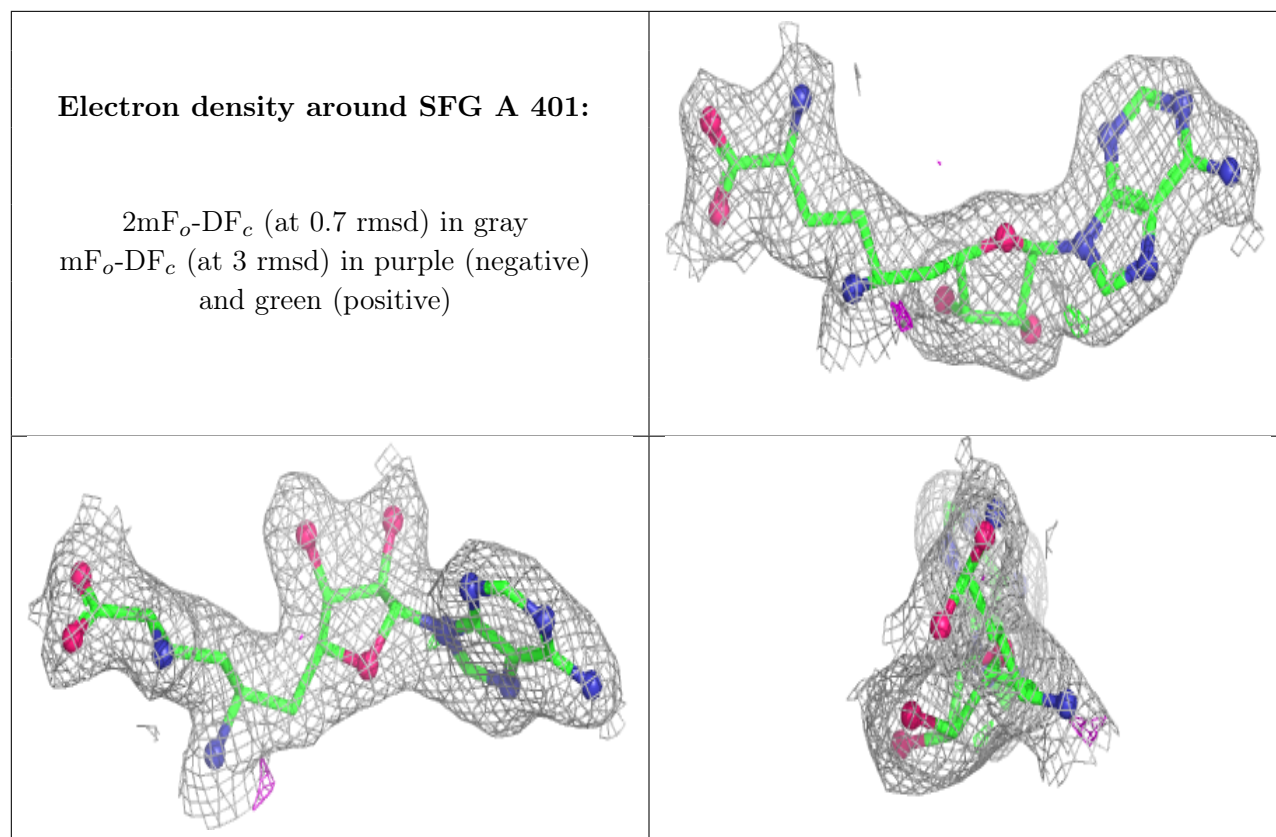 Electron density around SFG A 401:
2mFo-DFc (at 0.7 rmsd) in gray
mFo-DFc (at 3 rmsd) in purple (negative)
and green (positive)